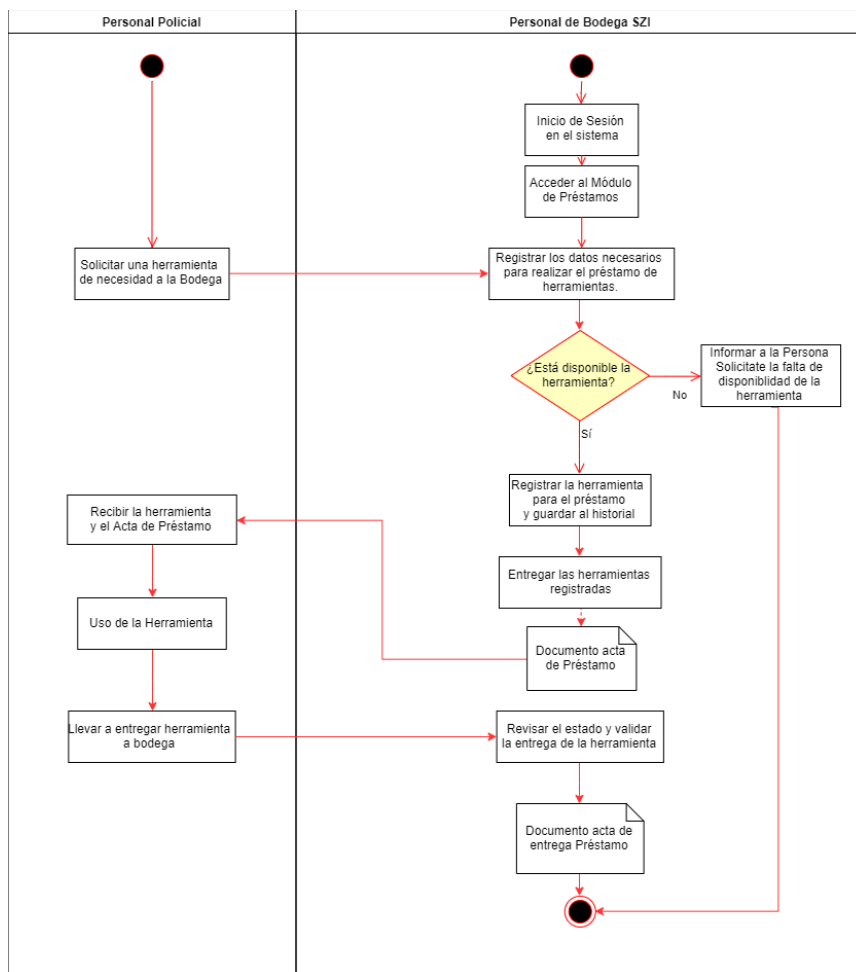 Personal Policial
Personal de Bodega SZI
Inicio de Sesión
en el sistema
Acceder al Módulo
de Préstamos
Solicitar una herramienta
de necesidad a la Bodega
Registrar los datos necesarios
para realizar el préstamo de
herramientas.
¿Está disponible la
herramienta?
No
Informar a la Persona
Solicitate la falta de
disponiblidad de la
herramienta
Sí
Registrar la herramienta
para el préstamo
y guardar al historial
Recibir la herramienta
y el Acta de Préstamo
Entregar las herramientas
registradas
Uso de la Herramienta
Documento acta
de Préstamo
Llevar a entregar herramienta
a bodega
Revisar el estado y validar
la entrega de la herramienta
Documento acta de
entrega Préstamo